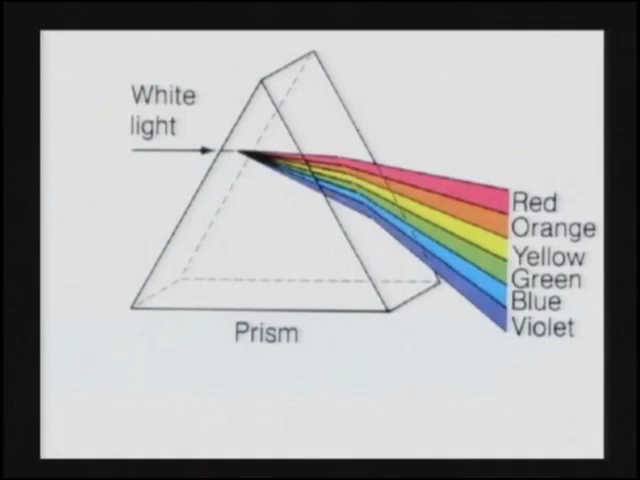 White
light
Red
Orange
Yellow
Green
Blue
Violet
Prism